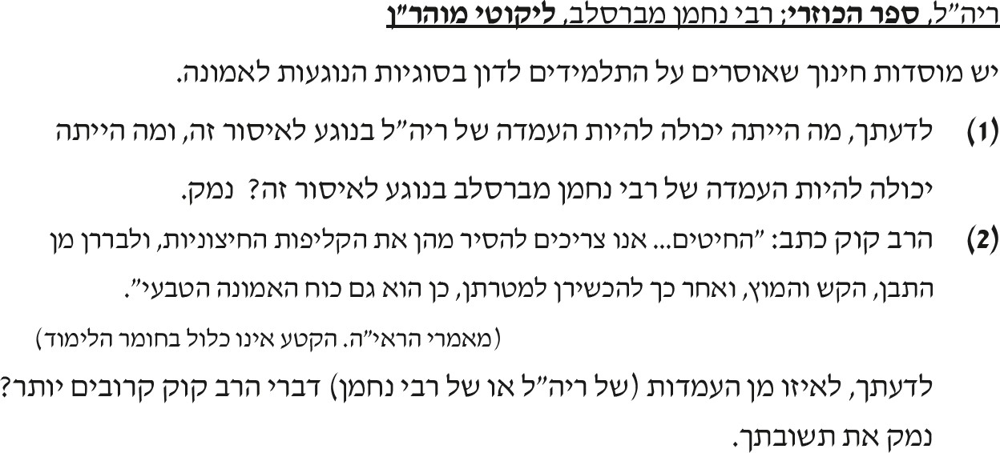 ריה"ל, ספר הכוזרי; רבי נחמן מברסלב, ליקוטי מוהר"ן
יש מוסדות חינוך שאוסרים על התלמידים לדון בסוגיות הנוגעות לאמונה.
(1) לדעתך, מה הייתה יכולה להיות העמדה של ריה"ל בנוגע לאיסור זה, ומה הייתה
יכולה להיות העמדה של רבי נחמן מברסלב בנוגע לאיסור זה? נמק.
(2) הרב קוק כתב: "החיטים... אנו צריכים להסיר מהן את הקליפות החיצוניות, ולבררן מן
התבן, הקש והמוץ, ואחר כך להכשירן למטרתן, כן הוא גם כוח האמונה הטבעי".
(מאמרי הראי"ה. הקטע אינו כלול בחומר הלימוד)
לדעתך, לאיזו מן העמדות (של ריה"ל או של רבי נחמן) דברי הרב קוק קרובים יותר?
נמק את תשובתך.